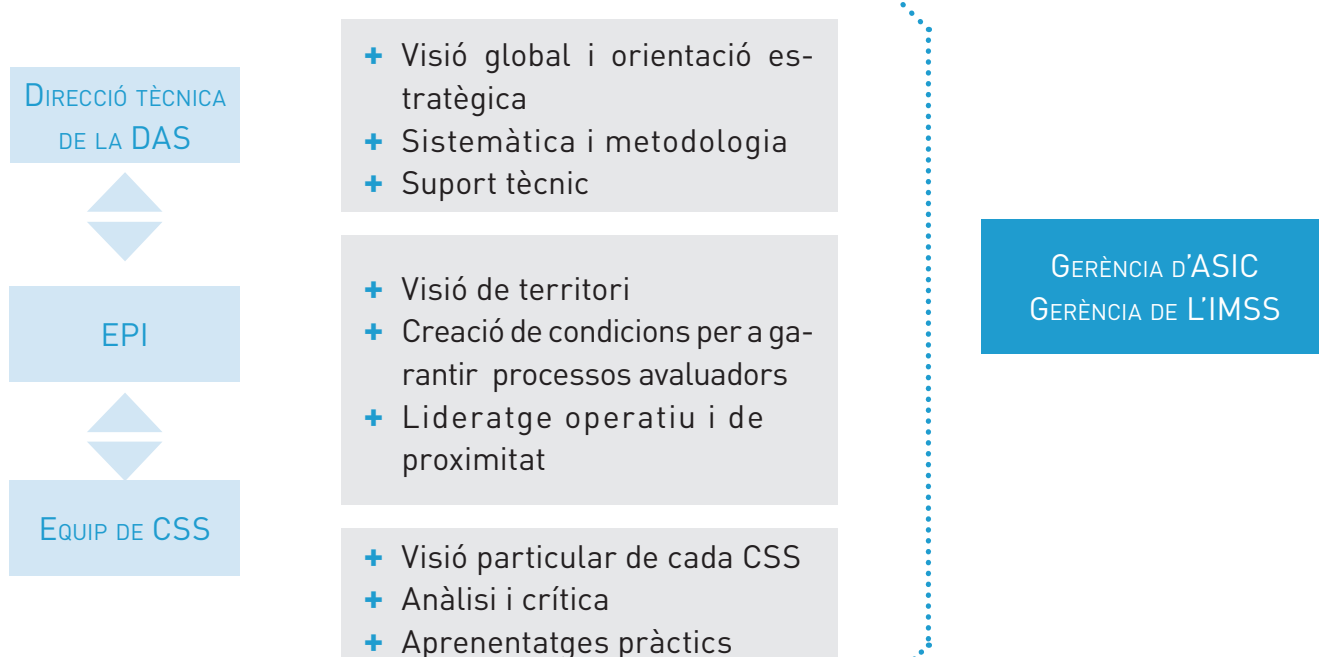 Direcció tècnica
de la DAS
+ Visió global i orientació es-
tratègica
+ Sistemàtica i metodologia
+ Suport tècnic
EPI
+ Visió de territori
+ Creació de condicions per a ga-
rantir processos avaluadors
+ Lideratge operatiu i de
proximitat
Equip de CSS
+ Visió particular de cada CSS
+ Anàlisi i crítica
+ Aprenentatges pràctics
Gerència d'ASIC
Gerència de L'IMSS